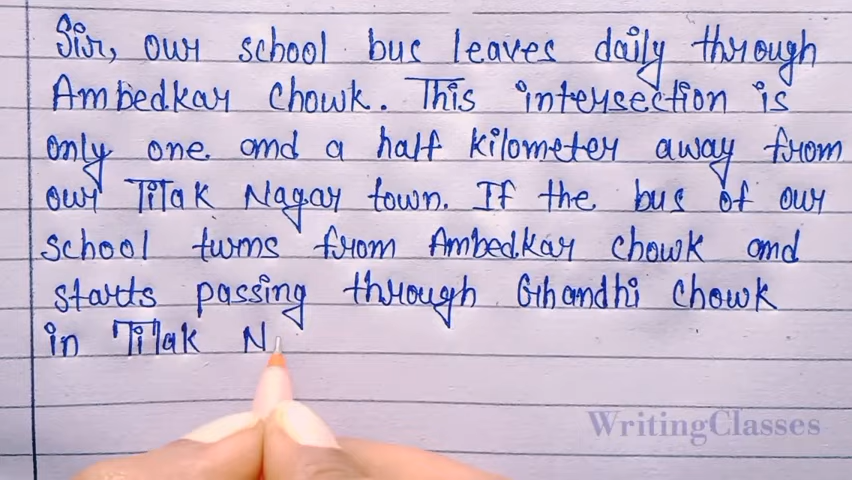 Sir, our school bus leaves daily through
Ambedkar Chowk. This intersection is
only one and a half kilometer away from
our Tilak Nagar town. If the bus of our
school turns from Ambedkar chowk and
starts passing through Ghandhi chowk
in Tilak N
WritingClasses